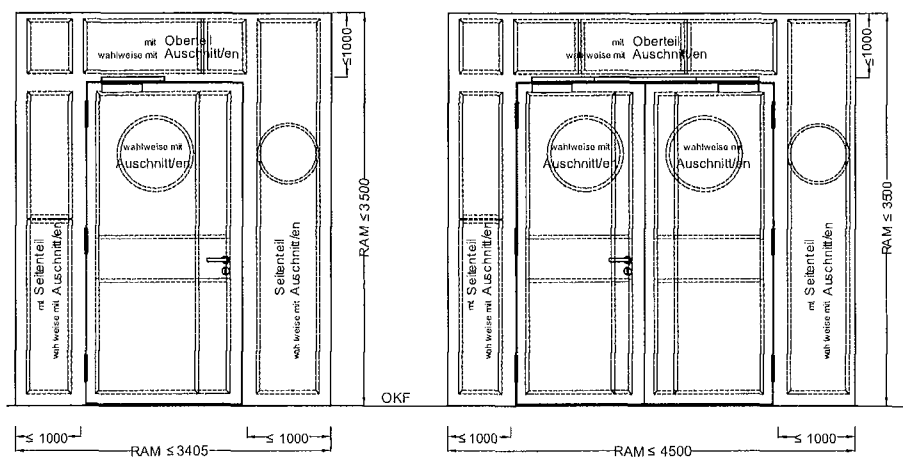 mit Oberteil
wahlweise mit Auschnitt/en
≤1000
wahlweise mit
Auschnitt/en
mit Seitenteil
wahlweise mit Auschnitt/en
Seitenteil
wahlweise mit Auschnitt/en
RAM ≤ 3500
OKF
≤ 1000
≤ 1000
RAM ≤ 3405
mit Oberteil
wahlweise mit Auschnitt/en
≤1000
wahlweise mit
Auschnitt/en
wahlweise mit
Auschnitt/en
mt Seitenteil
wahlweise mit Auschnitt/en
mit Seitenteil
wahlweise mit Auschnitt/en
RAM ≤ 3500
≤ 1000
≤ 1000
RAM ≤ 4500